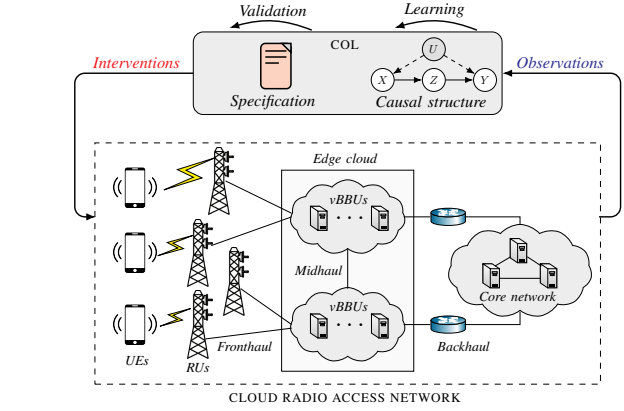 Validation
Learning
COL
Interventions
Observations
U
X
Z
Y
Specification
Causal structure
Edge cloud
vBBUs
Midhaul
vBBUs
Core network
UEs
RUs
Fronthaul
Backhaul
CLOUD RADIO ACCESS NETWORK